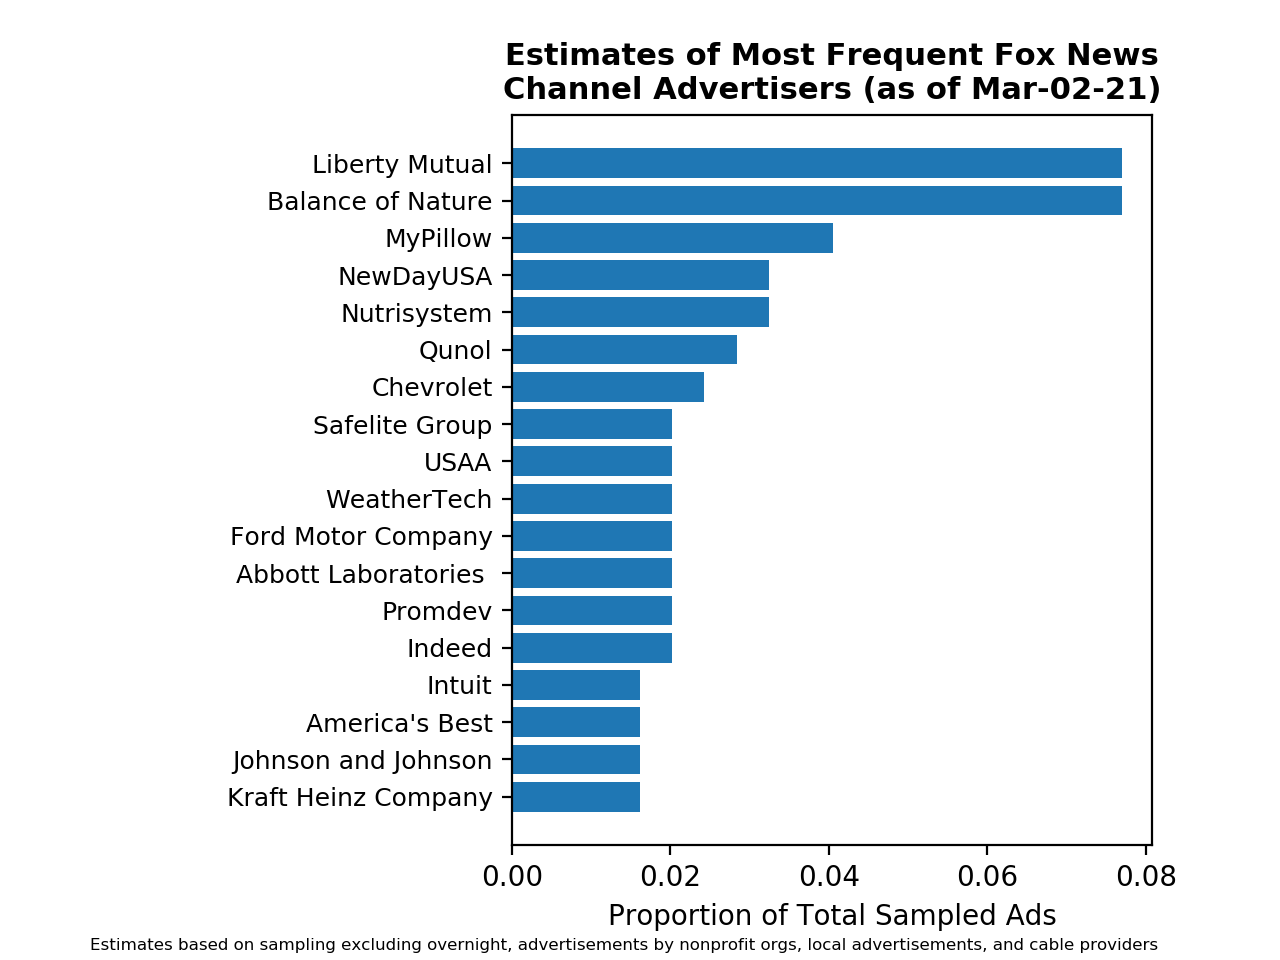 Estimates of Most Frequent Fox News
Channel Advertisers (as of Mar-02-21)
Liberty Mutual
Balance of Nature
MyPillow
NewDayUSA
Nutrisystem
Qunol
Chevrolet
Safelite Group
USAA
WeatherTech
Ford Motor Company
Abbott Laboratories
Promdev
Indeed
Intuit
America's Best
Johnson and Johnson
Kraft Heinz Company
0.00 0.02 0.04 0.06 0.08
Proportion of Total Sampled Ads
Estimates based on sampling excluding overnight, advertisements by nonprofit orgs, local advertisements, and cable providers